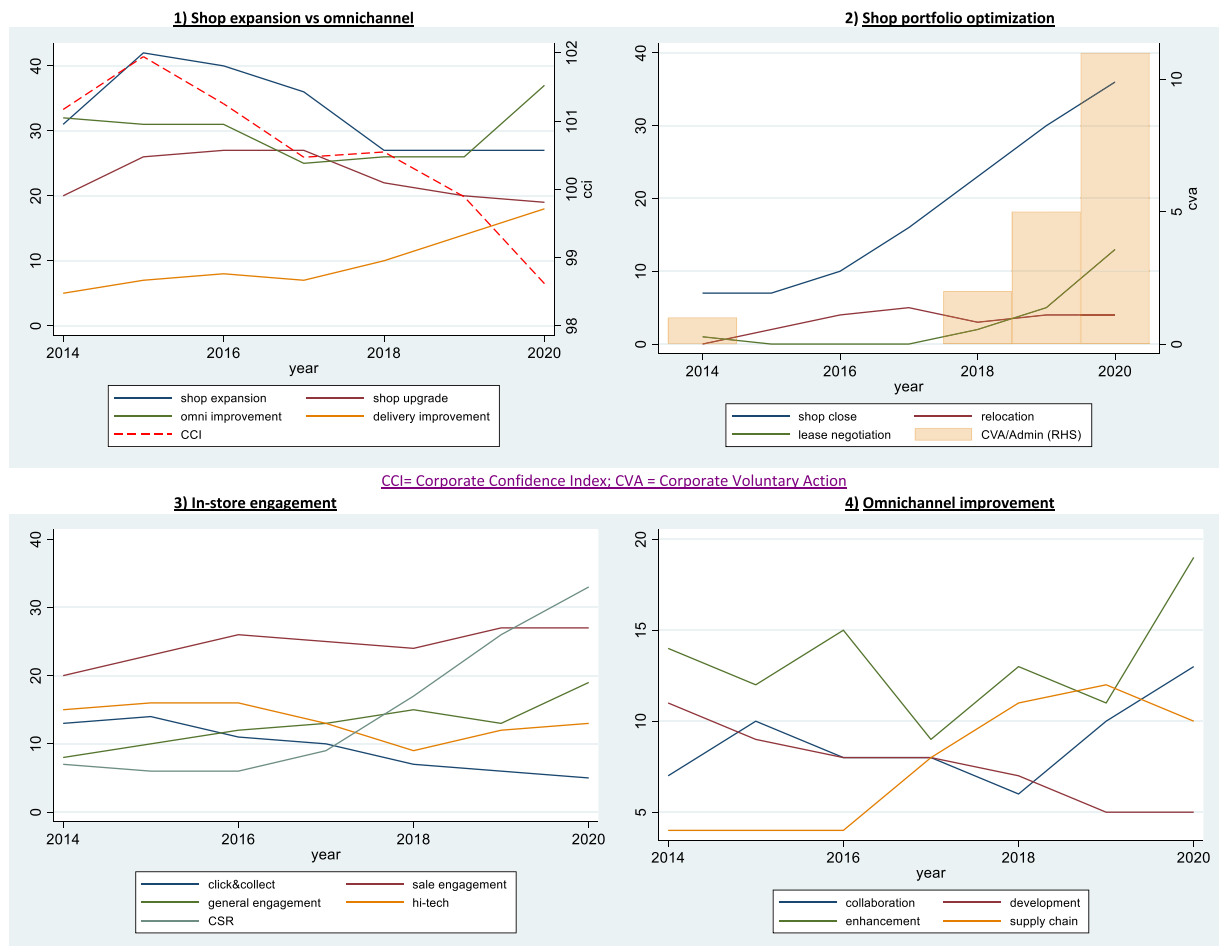 1) Shop expansion vs omnichannel
40
30
20
10
0
102
101
100
99
98
cci
2014
2016
2018
2020
year
shop expansion
shop upgrade
omni improvement
delivery improvement
CCI
2) Shop portfolio optimization
40
30
20
10
0
10
5
0
cva
2014
2016
2018
2020
year
shop close
relocation
lease negotiation
CVA/Admin (RHS)
CCI= Corporate Confidence Index; CVA = Corporate Voluntary Action
3) In-store engagement
40
30
20
10
0
2014
2016
2018
2020
year
click&collect
sale engagement
general engagement
hi-tech
CSR
4) Omnichannel improvement
20
15
10
5
2014
2016
2018
2020
year
collaboration
development
enhancement
supply chain